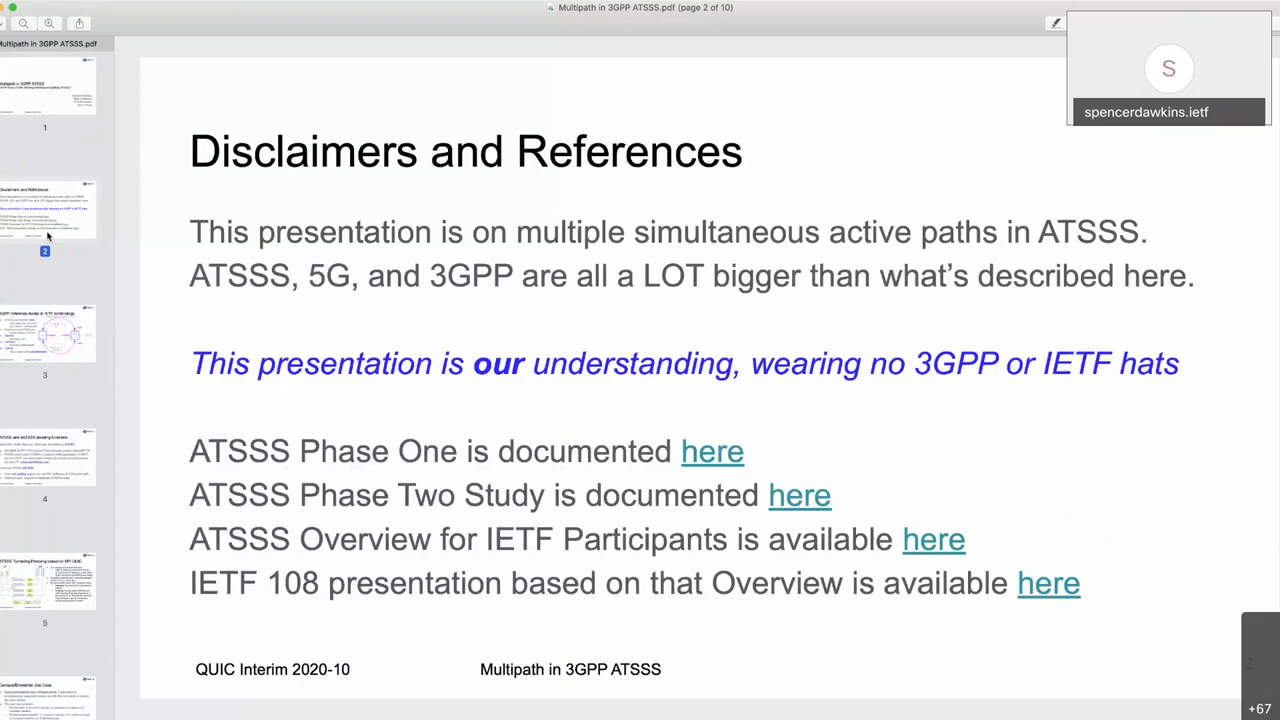 Multipath in 3GPP ATSSS.pdf (page 2 of 10)
Multipath in 3GPP ATSSS.pdf
S
spencerdawkins.ietf
1
2
3
4
5
Disclaimers and References
This presentation is on multiple simultaneous active paths in ATSSS.
ATSSS, 5G, and 3GPP are all a LOT bigger than what's described here.
This presentation is our understanding, wearing no 3GPP or IETF hats
ATSSS Phase One is documented here
ATSSS Phase Two Study is documented here
ATSSS Overview for IETF Participants is available here
IETF 108 presentation based on that Overview is available here
QUIC Interim 2020-10
Multipath in 3GPP ATSSS
2
+67